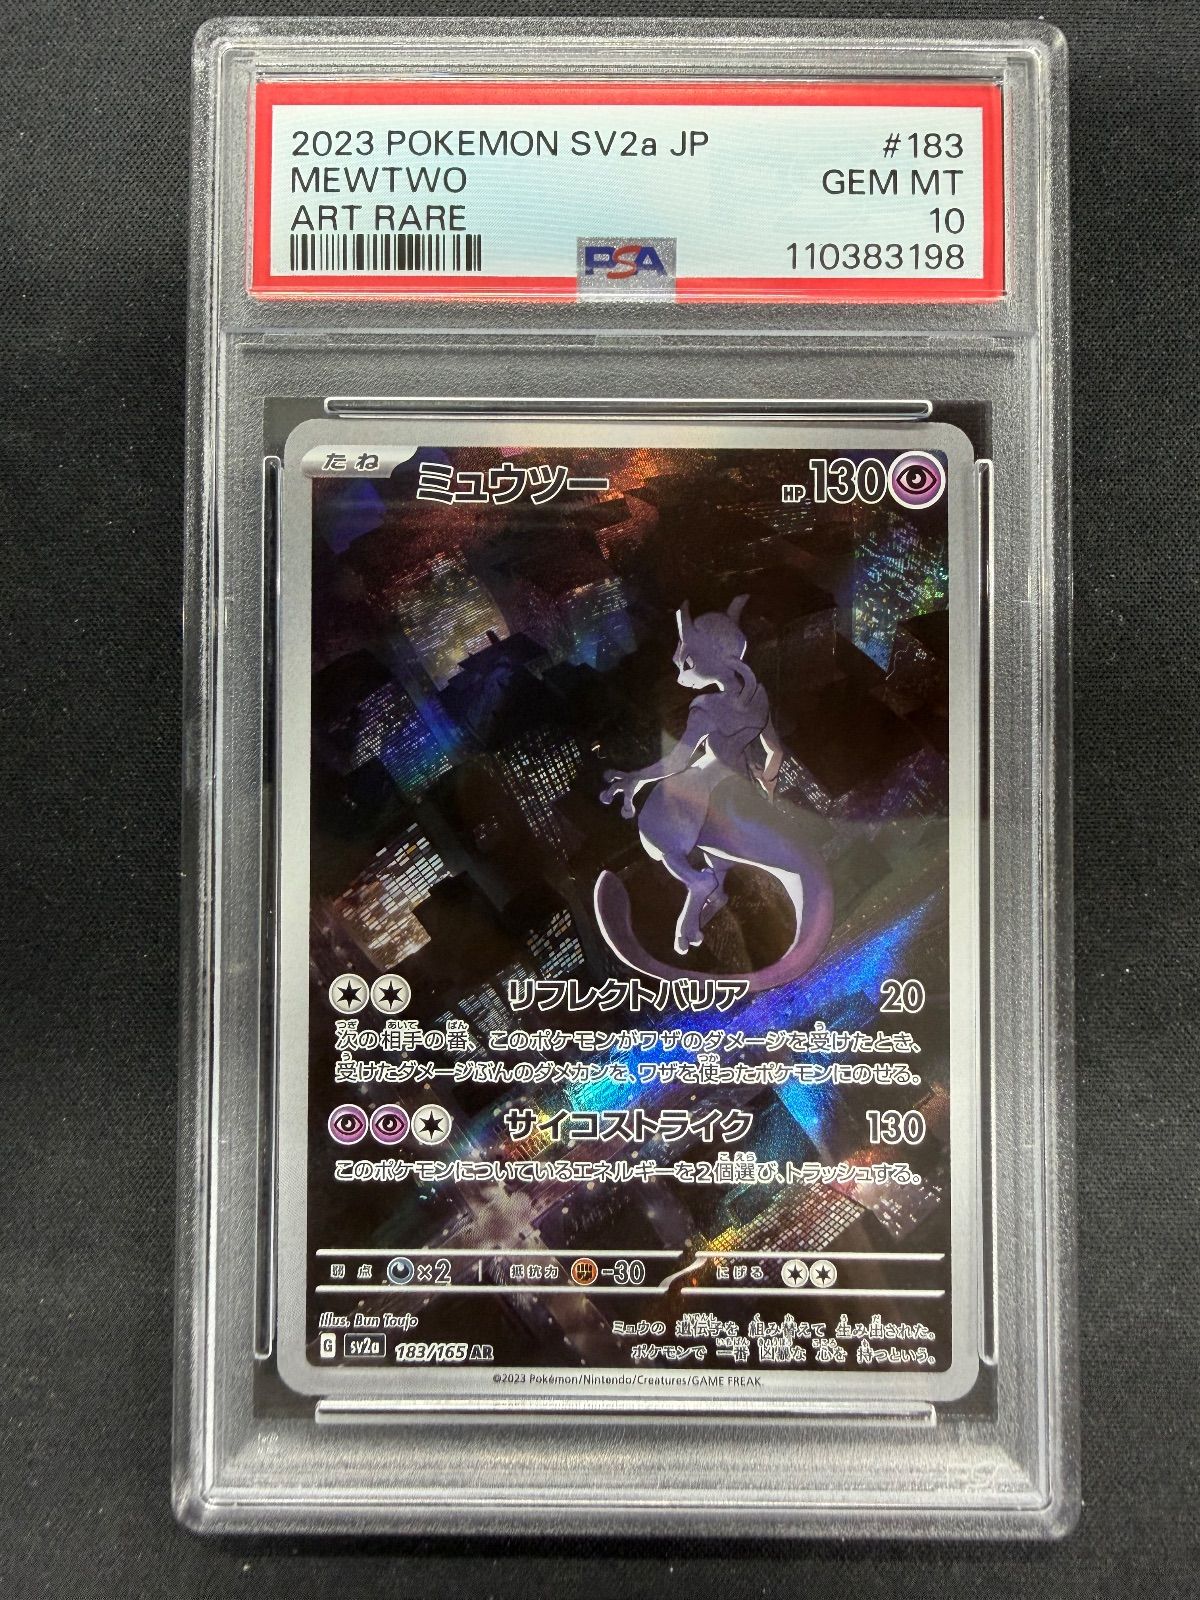 2023 POKEMON SV2a JP #183
MEWTWO GEM MT
ART RARE 10
PSA 110383198
たね ミュウツー HP 130
リフレクトバリア 20
次の相手の番、このポケモンがワザのダメージを受けたとき、
受けたダメージぶんのダメカンを、ワザを使ったポケモンにのせる。
サイコストライク 130
このポケモンについているエネルギーを2個選び、トラッシュする。
弱点 ×2 抵抗力 -30 にげる
Illus. Bun Toujo
ミュウの 遺伝子を 組み替えて 生み出された。
G sv2a 183/165 AR ポケモンで 一番 凶暴な 心を 持つという。
©2023 Pokémon/Nintendo/Creatures/GAME FREAK.